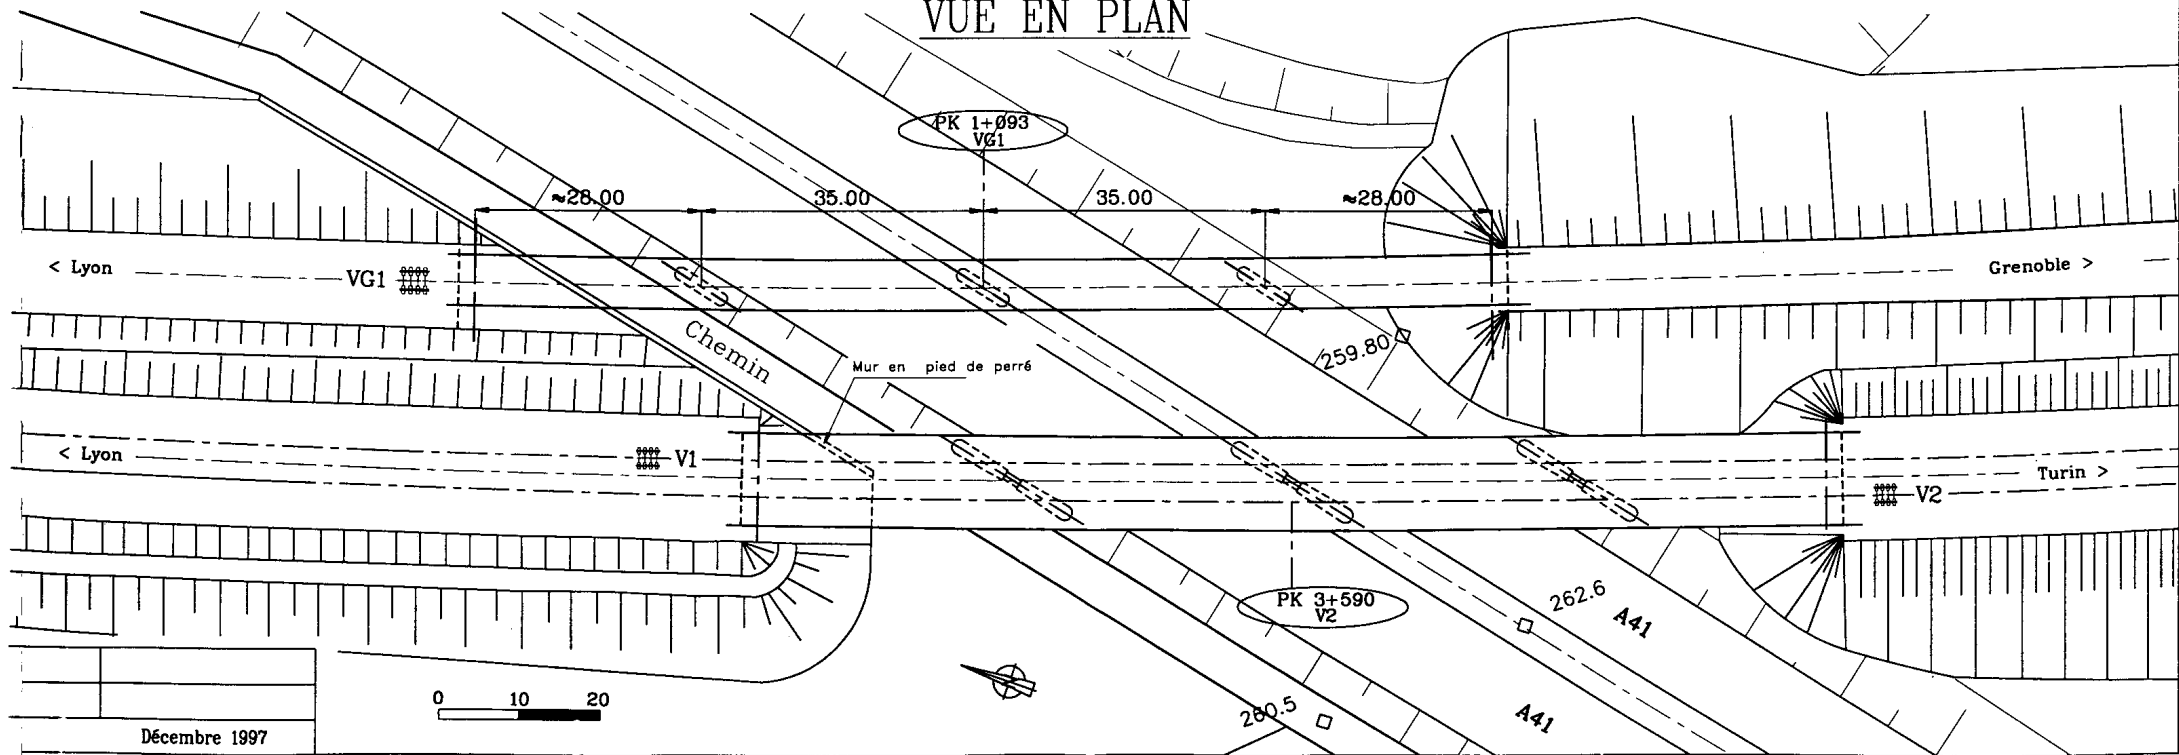 VUE EN PLAN
PK 1+093
VG1
≈28.00
35.00
35.00
≈28.00
< Lyon
VG1
Grenoble >
Chemin
259.80
Mur en pied de perré
< Lyon
V1
Turin >
V2
PK 3+590
V2
262.6
A41
260.5
A41
0 10 20
Décembre 1997